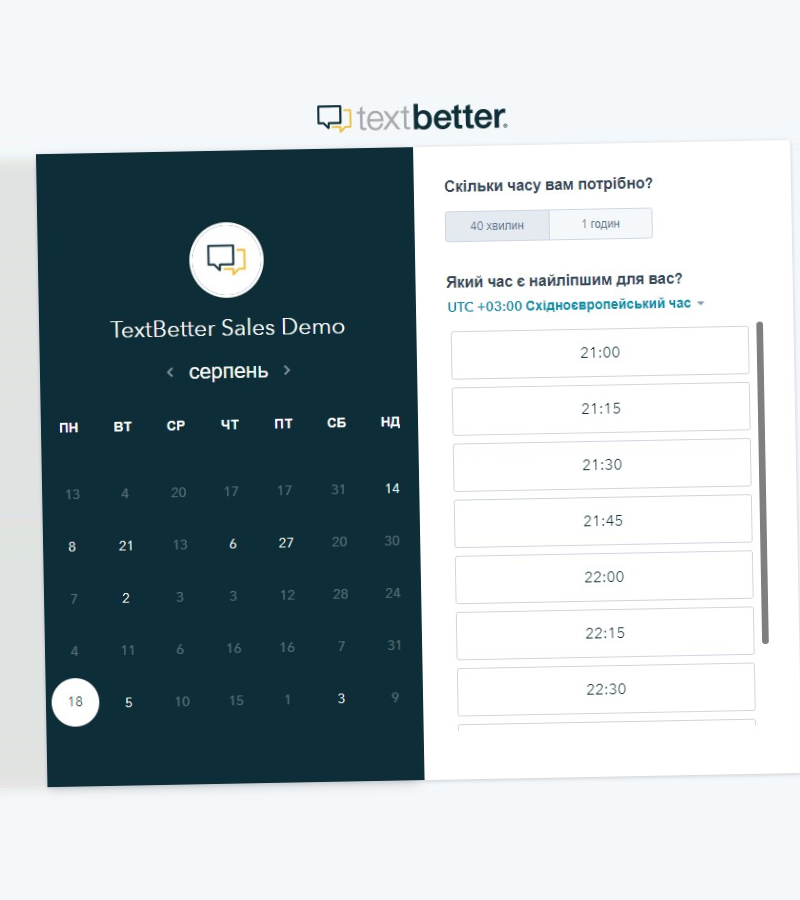 textbetter®
TextBetter Sales Demo
серпень
ПН ВТ СР ЧТ ПТ СБ НД
13 4 20 17 17 31 14
8 21 13 6 27 20 30
7 2 3 3 12 28 24
4 11 6 16 16 7 31
18 5 10 15 1 3 9
Скільки часу вам потрібно?
40 хвилин 1 годин
Який час є найліпшим для вас?
UTC +03:00 Східноєвропейський час
21:00
21:15
21:30
21:45
22:00
22:15
22:30